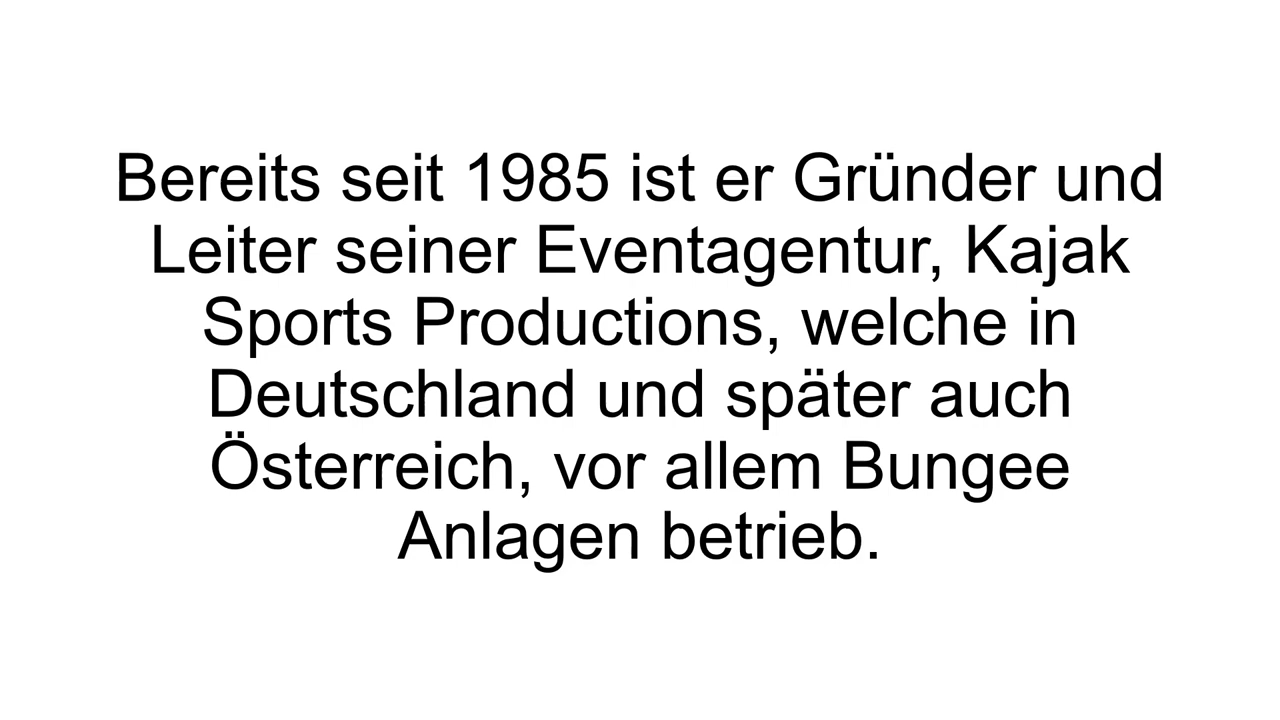 Bereits seit 1985 ist er Gründer und
Leiter seiner Eventagentur, Kajak
Sports Productions, welche in
Deutschland und später auch
Österreich, vor allem Bungee
Anlagen betrieb.